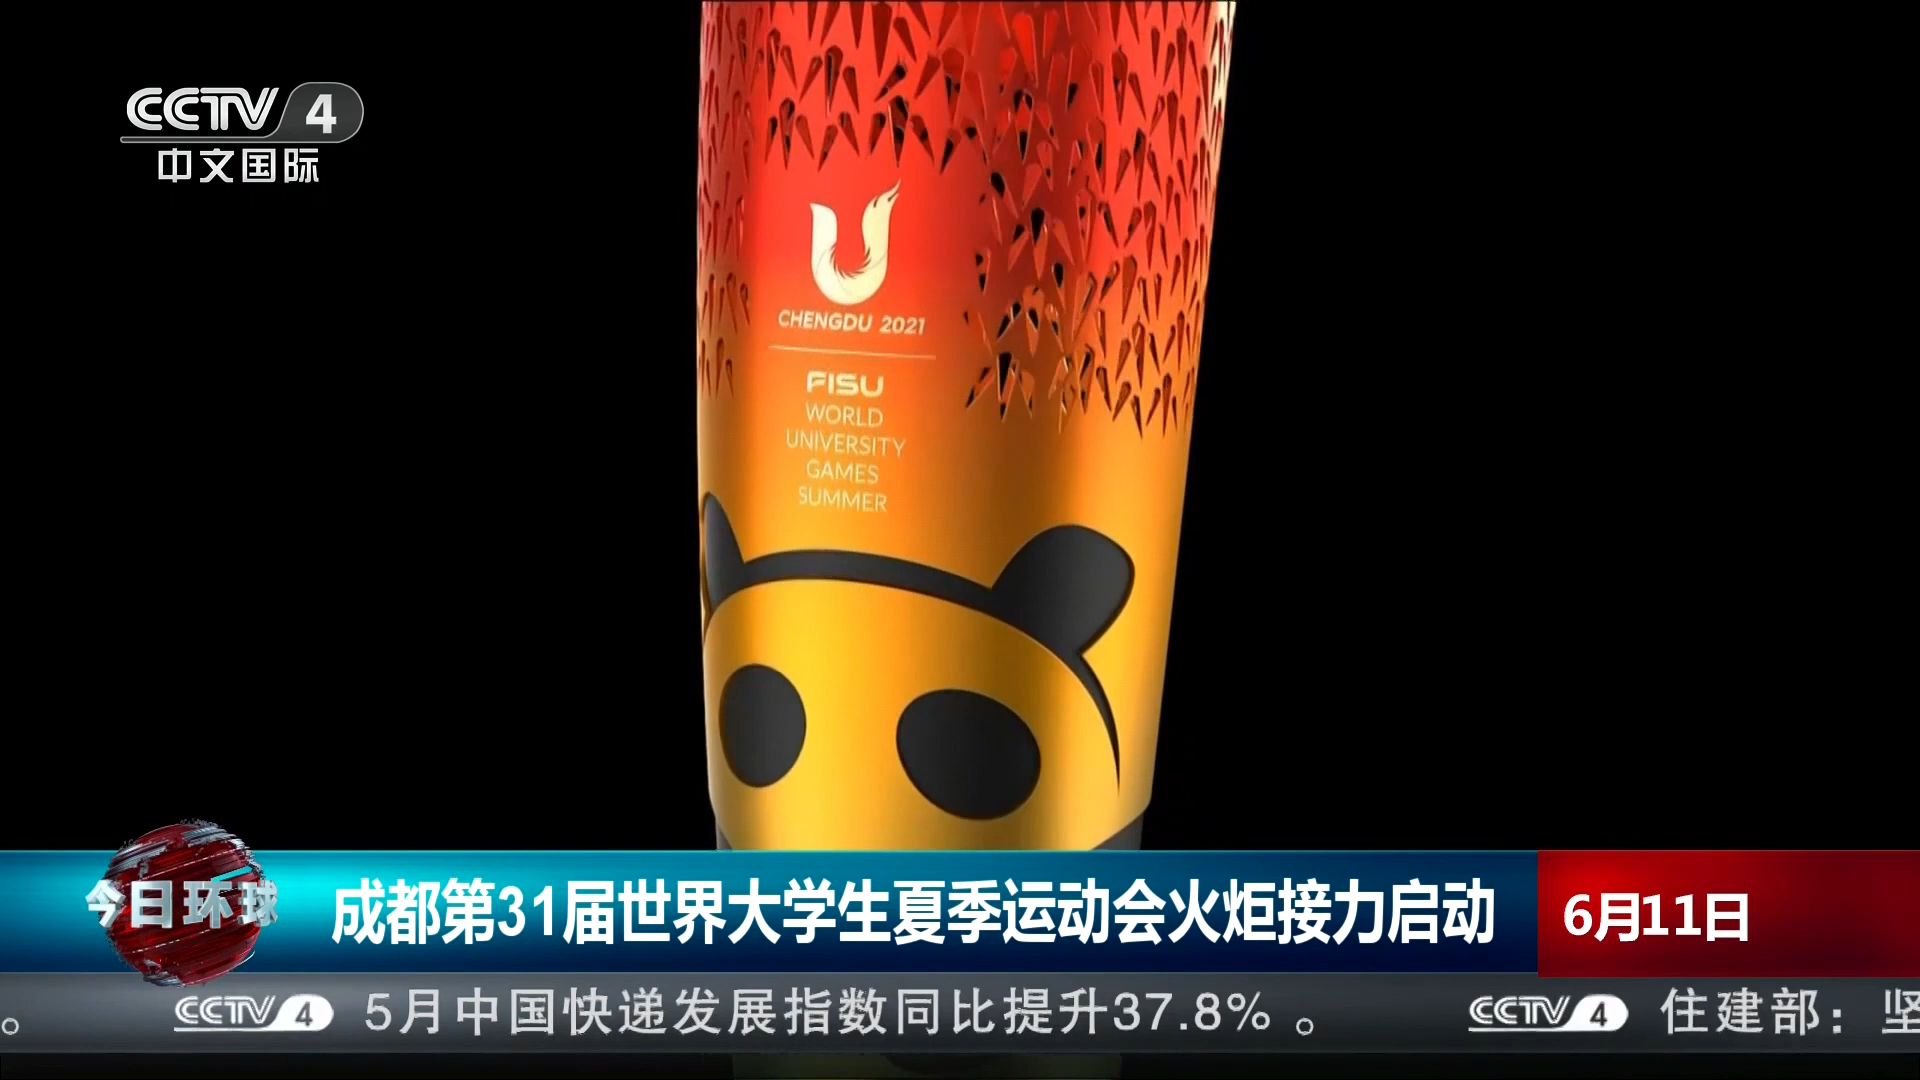 CCTV 4
中文国际
CHENGDU 2021
FISU
WORLD
UNIVERSITY
GAMES
SUMMER
今日环球
成都第31届世界大学生夏季运动会火炬接力启动
6月11日
。 CCTV 4 5月中国快递发展指数同比提升37.8%。 CCTV 4 住建部：坚